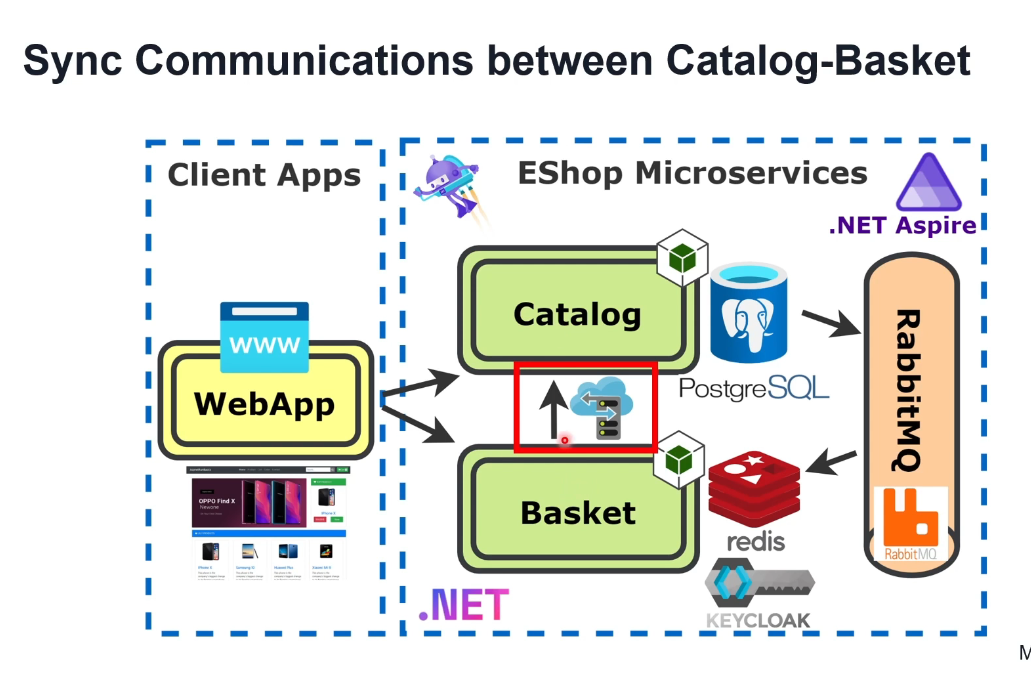 Sync Communications between Catalog-Basket
Client Apps
EShop Microservices
.NET Aspire
WWW
WebApp
OPPO Find X
Catalog
PostgreSQL
Basket
redis
KEYCLOAK
.NET
RabbitMQ
RabbitMQ
M